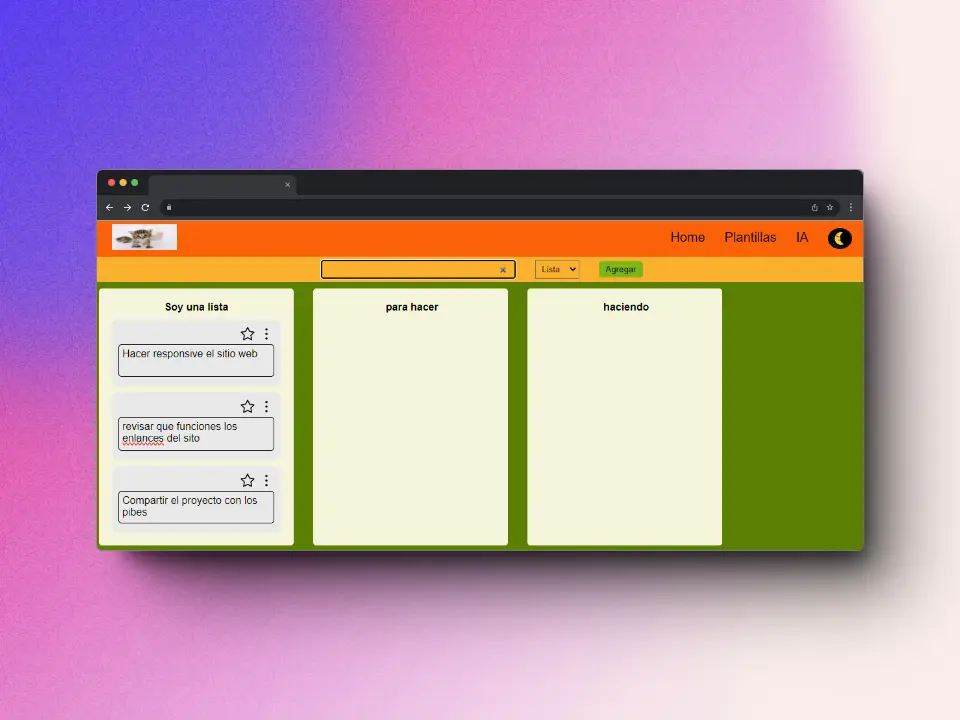 Home Plantillas IA
Lista Agregar
Soy una lista
Hacer responsive el sitio web
revisar que funciones los
enlances del sito
Compartir el proyecto con los
pibes
para hacer
haciendo